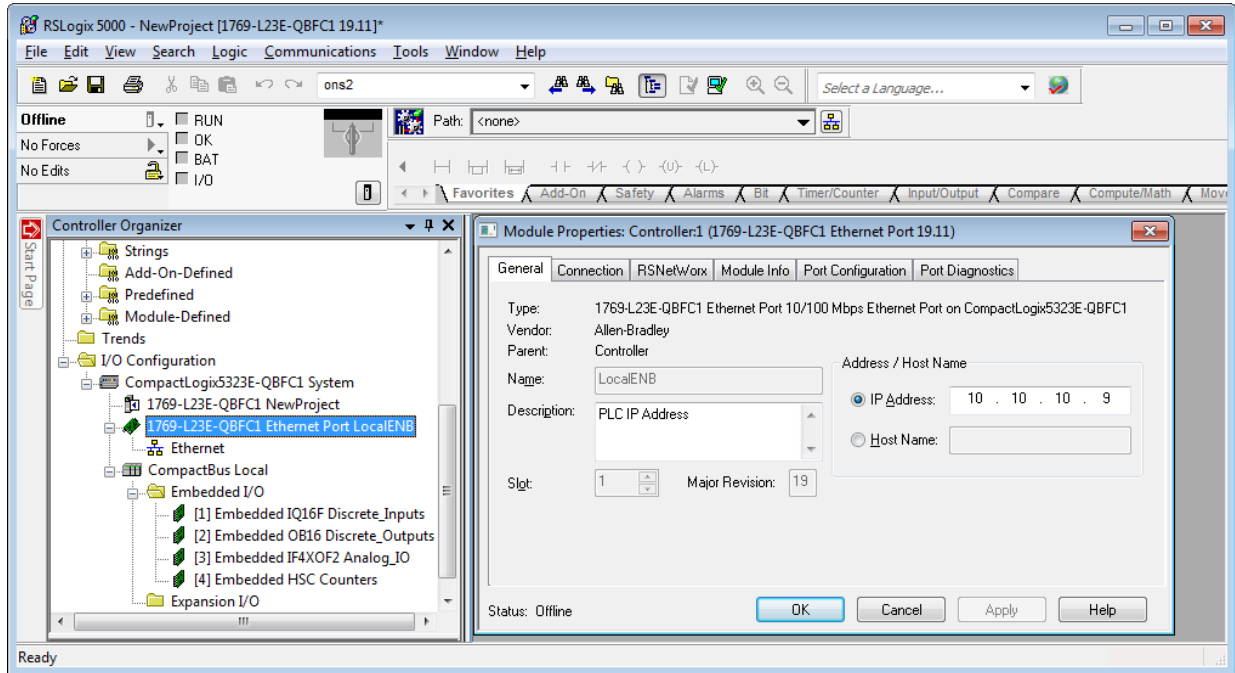 RSLogix 5000 - NewProject [1769-L23E-QBFC1 19.11]*
File Edit View Search Logic Communications Tools Window Help
ons2
Select a Language...
Offline
RUN
No Forces
OK
No Edits
BAT
I/O
Path: <none>
Favorites Add-On Safety Alarms Bit Timer/Counter Input/Output Compare Compute/Math Move
Start Page
Controller Organizer
Strings
Add-On-Defined
Predefined
Module-Defined
Trends
I/O Configuration
CompactLogix5323E-QBFC1 System
1769-L23E-QBFC1 NewProject
1769-L23E-QBFC1 Ethernet Port LocalENB
Ethernet
CompactBus Local
Embedded I/O
[1] Embedded IQ16F Discrete_Inputs
[2] Embedded OB16 Discrete_Outputs
[3] Embedded IF4XOF2 Analog_IO
[4] Embedded HSC Counters
Expansion I/O
Module Properties: Controller:1 (1769-L23E-QBFC1 Ethernet Port 19.11)
General Connection RSNetWorx Module Info Port Configuration Port Diagnostics
Type: 1769-L23E-QBFC1 Ethernet Port 10/100 Mbps Ethernet Port on CompactLogix5323E-QBFC1
Vendor: Allen-Bradley
Parent: Controller
Name: LocalENB
Description: PLC IP Address
Address / Host Name
IP Address: 10 . 10 . 10 . 9
Host Name:
Slot: 1 Major Revision: 19
Status: Offline
OK Cancel Apply Help
Ready